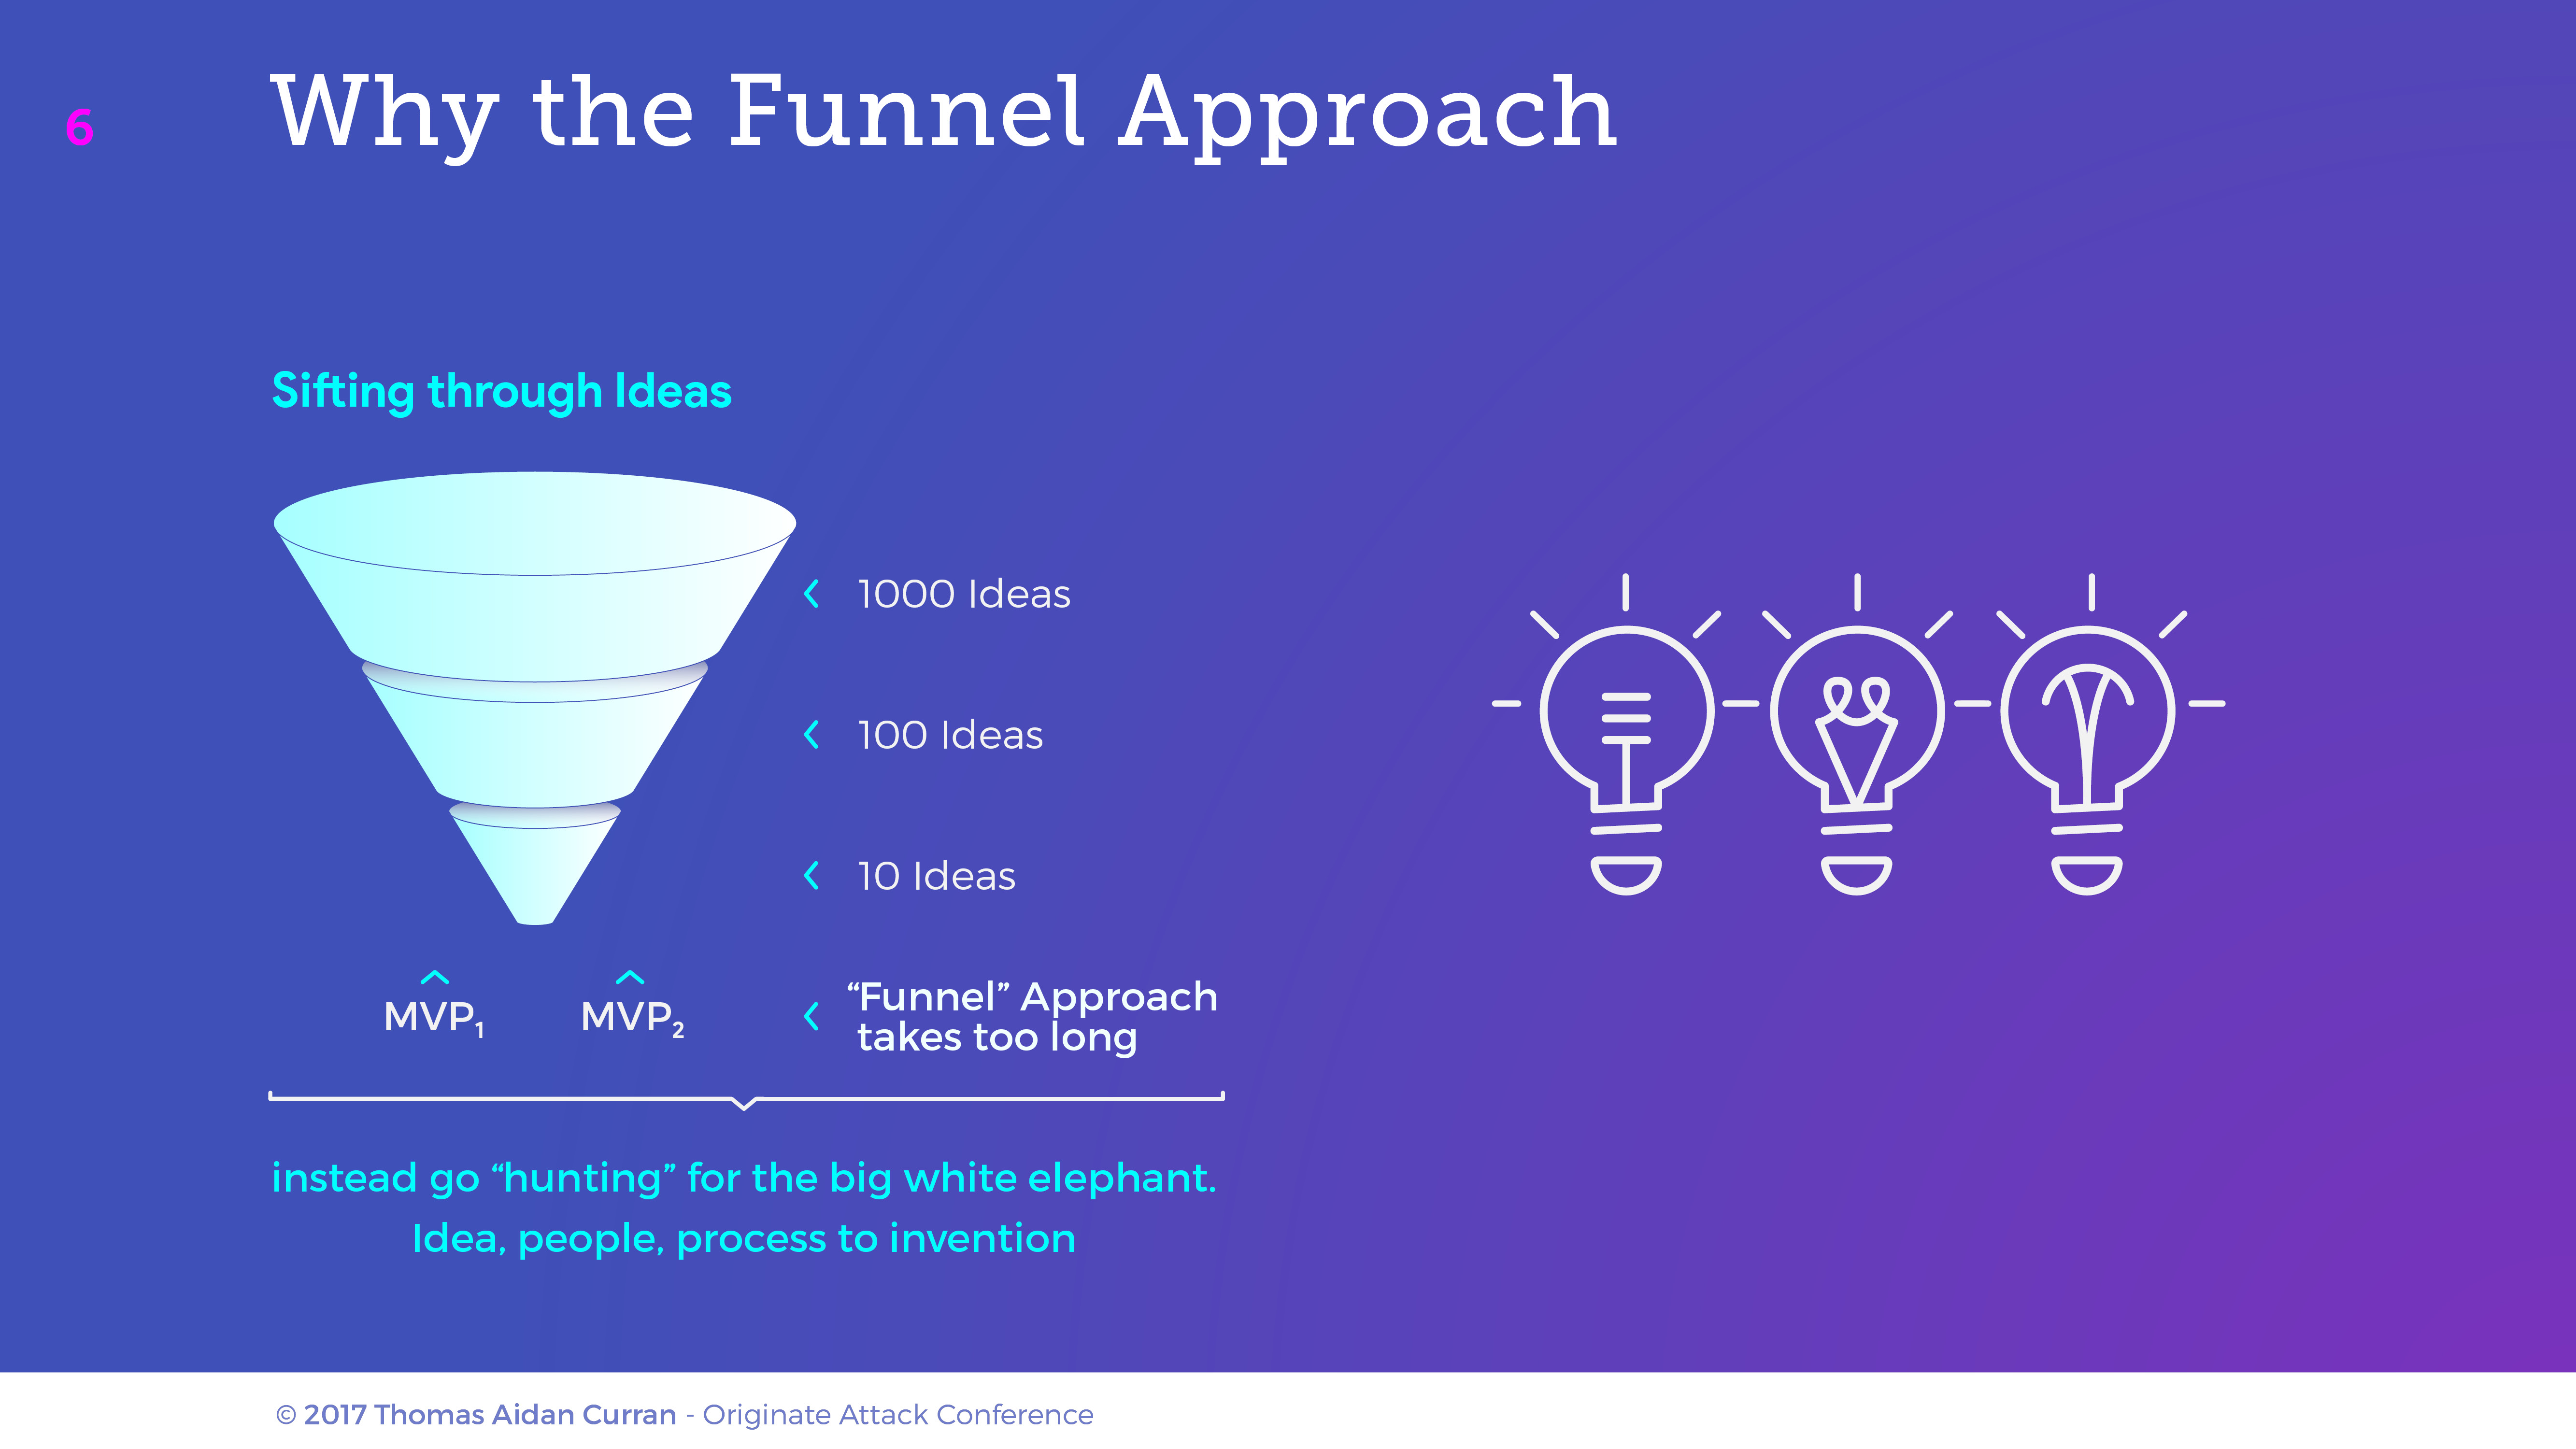 6
Why the Funnel Approach
Sifting through Ideas
1000 Ideas
100 Ideas
10 Ideas
MVP₁ MVP₂
“Funnel” Approach
takes too long
instead go “hunting” for the big white elephant.
Idea, people, process to invention
© 2017 Thomas Aidan Curran - Originate Attack Conference